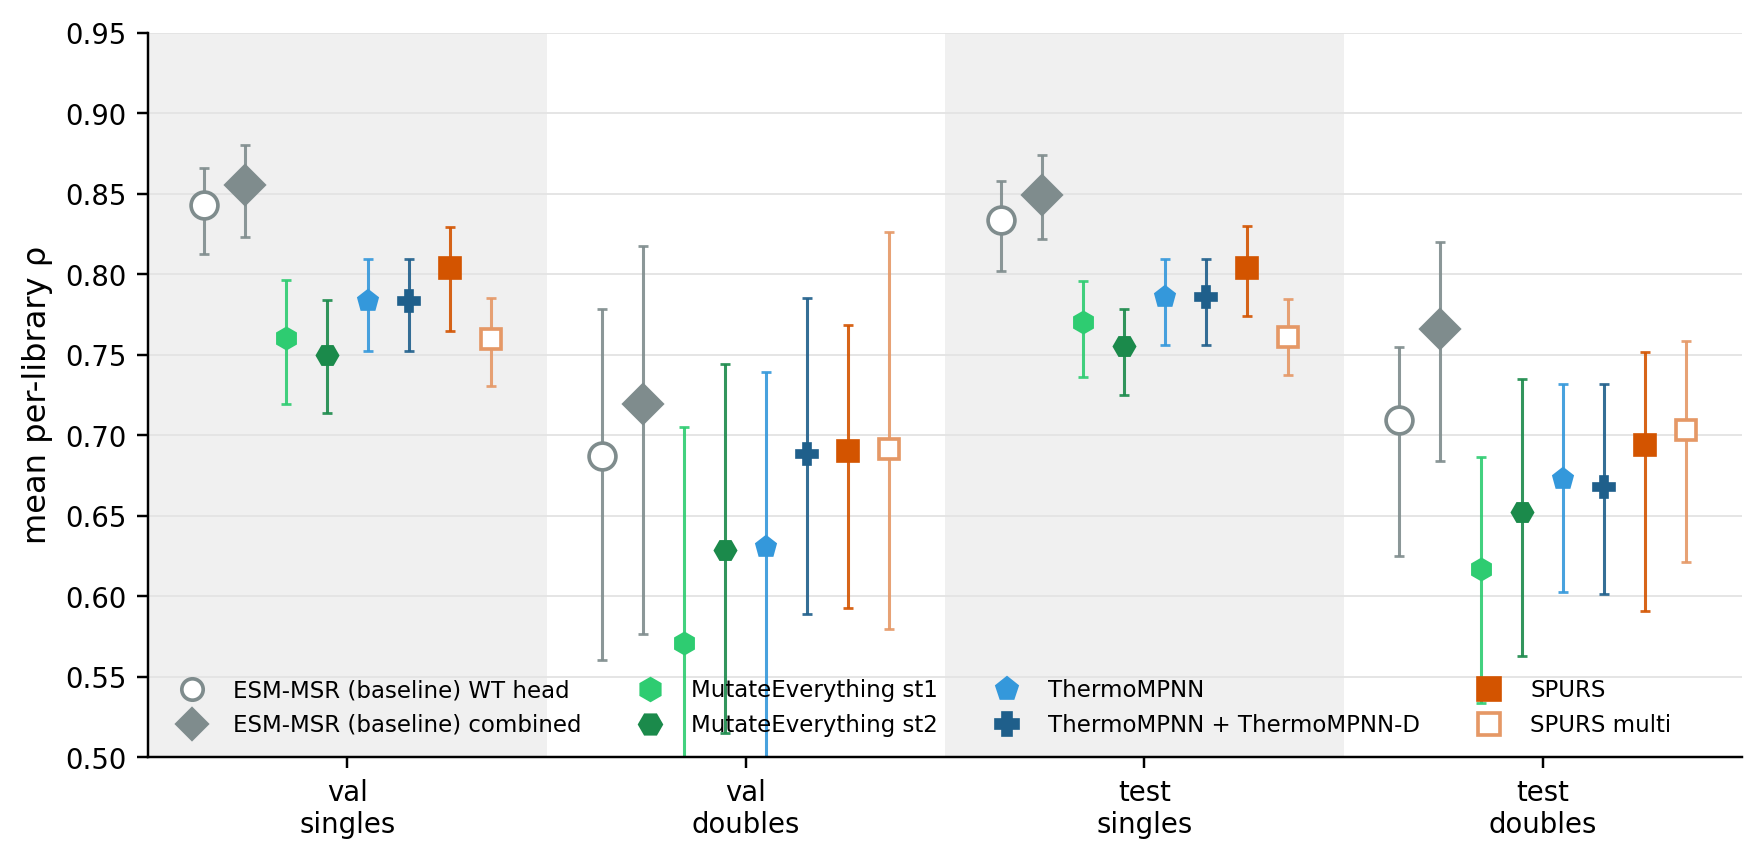 mean per-library ρ
0.95
0.90
0.85
0.80
0.75
0.70
0.65
0.60
0.55
0.50
ESM-MSR (baseline) WT head
ESM-MSR (baseline) combined
MutateEverything st1
MutateEverything st2
ThermoMPNN
ThermoMPNN + ThermoMPNN-D
SPURS
SPURS multi
val
singles
val
doubles
test
singles
test
doubles